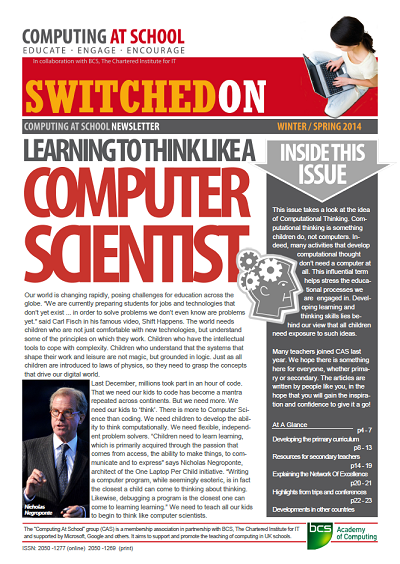 COMPUTING AT SCHOOL
EDUCATE · ENGAGE · ENCOURAGE
In collaboration with BCS, The Chartered Institute for IT
SWITCHEDON
COMPUTING AT SCHOOL NEWSLETTER
WINTER / SPRING 2014
LEARNING TO THINK LIKE A
COMPUTER
SCIENTIST
Our world is changing rapidly, posing challenges for education across the
globe. "We are currently preparing students for jobs and technologies that
don't yet exist ... in order to solve problems we don't even know are problems
yet." said Carl Fisch in his famous video, Shift Happens. The world needs
children who are not just comfortable with new technologies, but understand
some of the principles on which they work. Children who have the intellectual
tools to cope with complexity. Children who understand that the systems that
shape their work and leisure are not magic, but grounded in logic. Just as all
children are introduced to laws of physics, so they need to grasp the concepts
that drive our digital world.
Last December, millions took part in an hour of code.
That we need our kids to code has become a mantra
repeated across continents. But we need more. We
need our kids to 'think'. There is more to Computer Sci-
ence than coding. We need children to develop the abil-
ity to think computationally. We need flexible, independ-
ent problem solvers. "Children need to learn learning,
which is primarily acquired through the passion that
comes from access, the ability to make things, to com-
municate and to express" says Nicholas Negroponte,
architect of the One Laptop Per Child initiative. "Writing
a computer program, while seemingly esoteric, is in fact
the closest a child can come to thinking about thinking.
Likewise, debugging a program is the closest one can
come to learning learning." We need to teach all our kids
to begin to think like computer scientists.
Nicholas
Negroponte
INSIDE THIS
ISSUE
This issue takes a look at the idea
of Computational Thinking. Com-
putational thinking is something
children do, not computers. In-
deed, many activities that develop
computational thought
don't need a computer at
all. This influential term
helps stress the educa-
tional processes we
are engaged in. Devel-
oping learning and
thinking skills lies be-
hind our view that all children
need exposure to such ideas.
Many teachers joined CAS last
year. We hope there is something
here for everyone, whether prima-
ry or secondary. The articles are
written by people like you, in the
hope that you will gain the inspira-
tion and confidence to give it a go!
At A Glance
p4 - 7
Developing the primary curriculum
p8 - 13
Resources for secondary teachers
p14 - 19
Explaining the Network Of Excellence
p20 - 21
Highlights from trips and conferences
p22 - 23
Developments in other countries
The "Computing At School" group (CAS) is a membership association in partnership with BCS, The Chartered Institute for IT
and supported by Microsoft, Google and others. It aims to support and promote the teaching of computing in UK schools.
ISSN: 2050 -1277 (online) 2050 -1269 (print)
bcs
Academy
of Computing